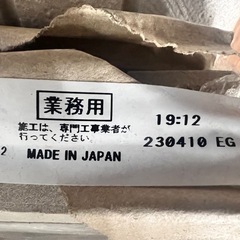 業務用
19:12
施工は、専門工事業者が
行ってください。
230410 EG
2
MADE IN JAPAN